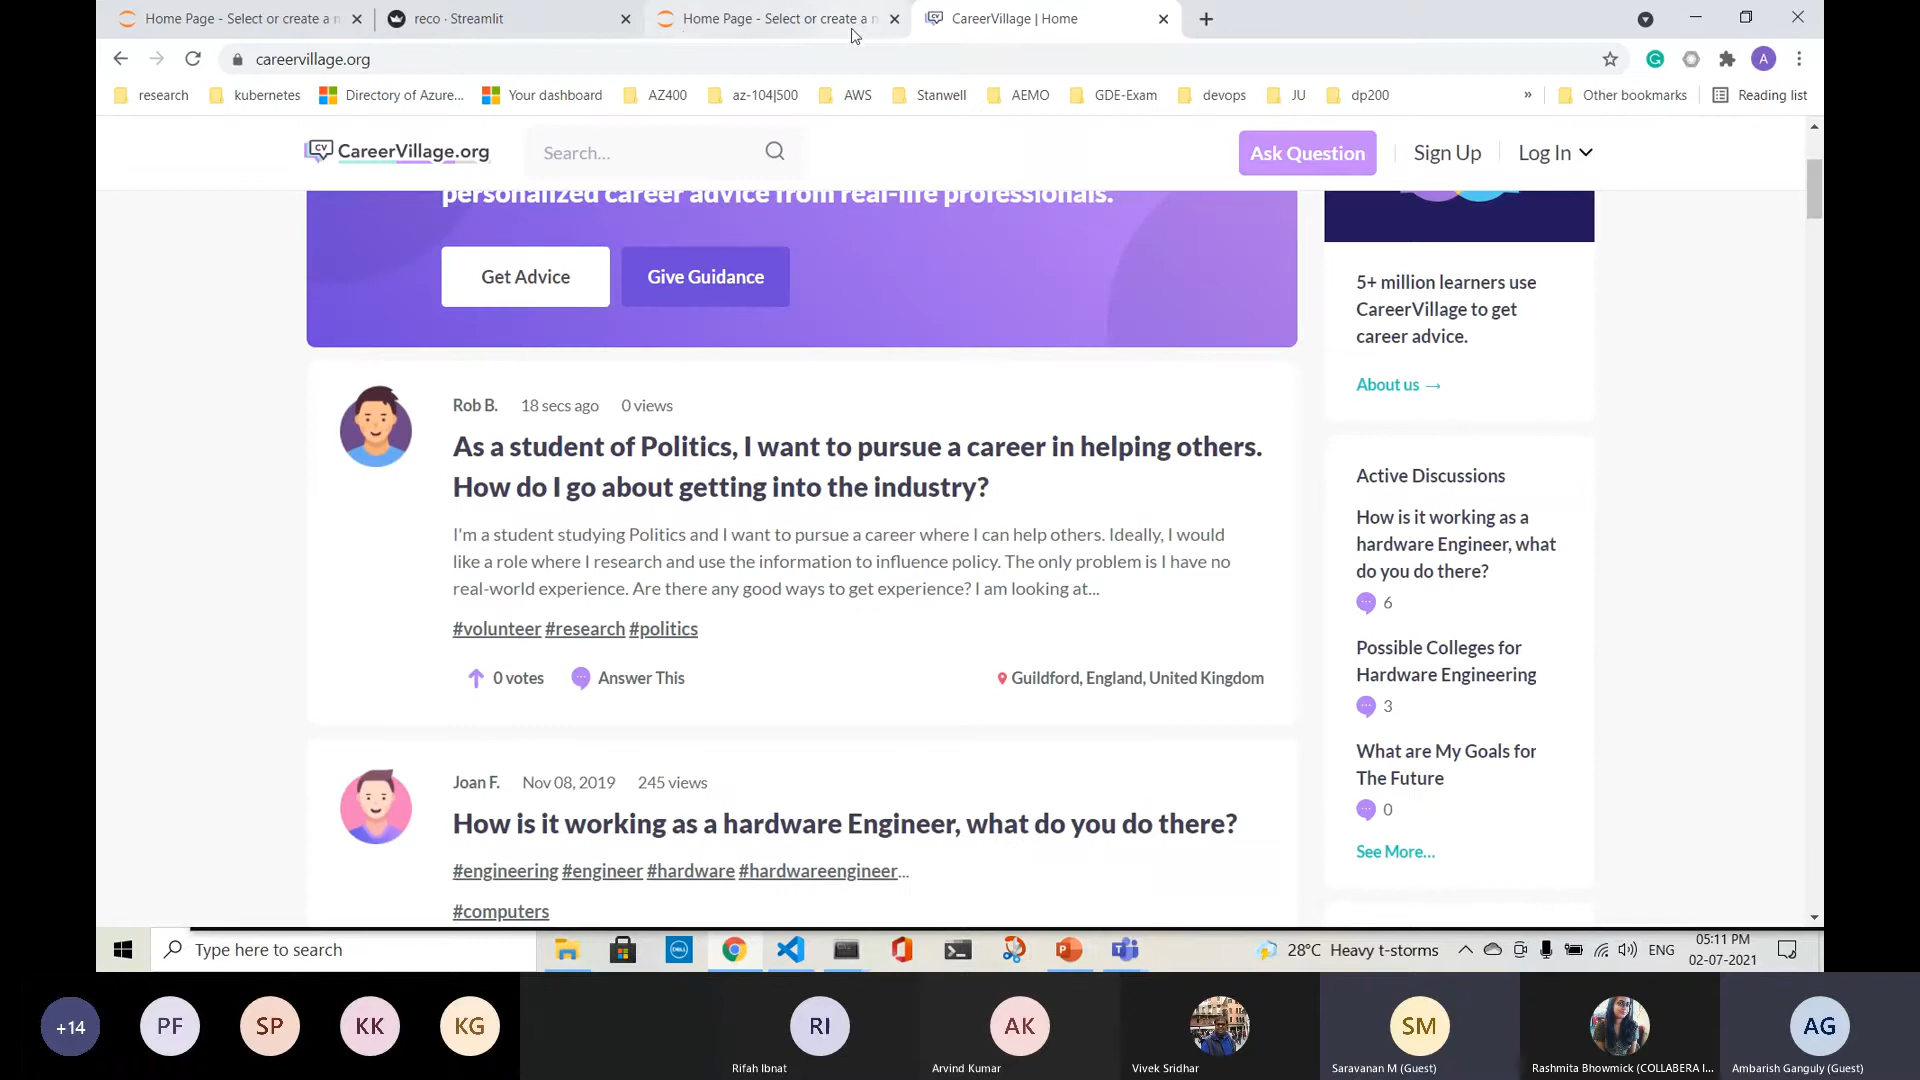 Home Page - Select or create a n
reco · Streamlit
Home Page - Select or create a n
CareerVillage | Home
careervillage.org
A
research
kubernetes
Directory of Azure...
Your dashboard
AZ400
az-104|500
AWS
Stanwell
AEMO
GDE-Exam
devops
JU
dp200
»
Other bookmarks
Reading list
CV
CareerVillage.org
Search...
Ask Question
Sign Up
Log In
personalized career advice from real-life professionals.
Get Advice
Give Guidance
5+ million learners use
CareerVillage to get
career advice.
About us →
Rob B. 18 secs ago 0 views
As a student of Politics, I want to pursue a career in helping others.
How do I go about getting into the industry?
I'm a student studying Politics and I want to pursue a career where I can help others. Ideally, I would
like a role where I research and use the information to influence policy. The only problem is I have no
real-world experience. Are there any good ways to get experience? I am looking at...
#volunteer #research #politics
0 votes
Answer This
Guildford, England, United Kingdom
Active Discussions
How is it working as a
hardware Engineer, what
do you do there?
6
Possible Colleges for
Hardware Engineering
3
What are My Goals for
The Future
0
See More...
Joan F. Nov 08, 2019 245 views
How is it working as a hardware Engineer, what do you do there?
#engineering #engineer #hardware #hardwareengineer...
#computers
Type here to search
DELL
28°C Heavy t-storms
ENG
05:11 PM
02-07-2021
+14
PF
SP
KK
KG
RI
Rifah Ibnat
AK
Arvind Kumar
Vivek Sridhar
SM
Saravanan M (Guest)
Rashmita Bhowmick (COLLABERA I...
AG
Ambarish Ganguly (Guest)